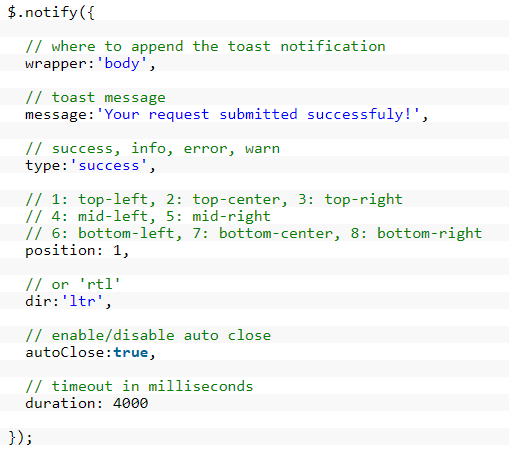 $.notify({
// where to append the toast notification
wrapper:'body',
// toast message
message:'Your request submitted successfuly!',
// success, info, error, warn
type:'success',
// 1: top-left, 2: top-center, 3: top-right
// 4: mid-left, 5: mid-right
// 6: bottom-left, 7: bottom-center, 8: bottom-right
position: 1,
// or 'rtl'
dir:'ltr',
// enable/disable auto close
autoClose:true,
// timeout in milliseconds
duration: 4000
});